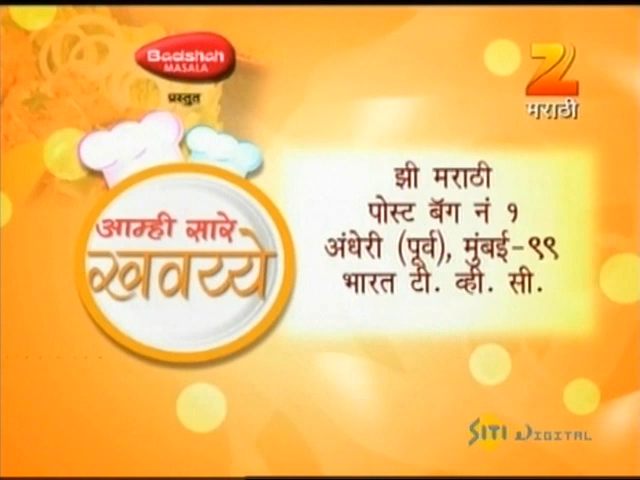 Badshah
MASALA
प्रस्तुत
आम्ही सारे
खवय्ये
मराठी
झी मराठी
पोस्ट बॅग नं १
अंधेरी (पूर्व), मुंबई-९९
भारत टी. व्ही. सी.
SITI DIGITAL